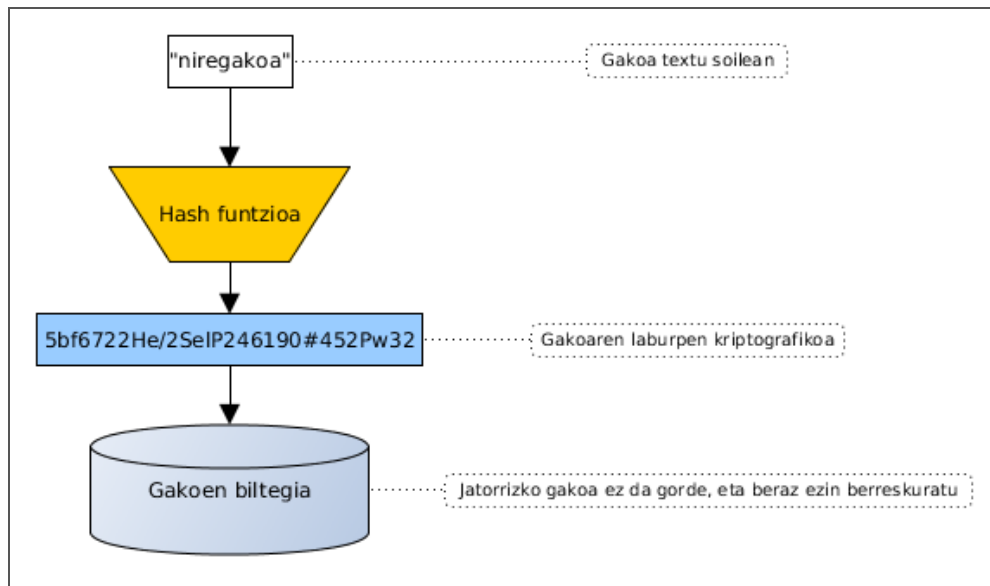 "niregakoa"
Gakoa textu soilean
Hash funtzioa
5bf6722He/2SelP246190#452Pw32
Gakoaren laburpen kriptografikoa
Gakoen biltegia
Jatorrizko gakoa ez da gorde, eta beraz ezin berreskuratu